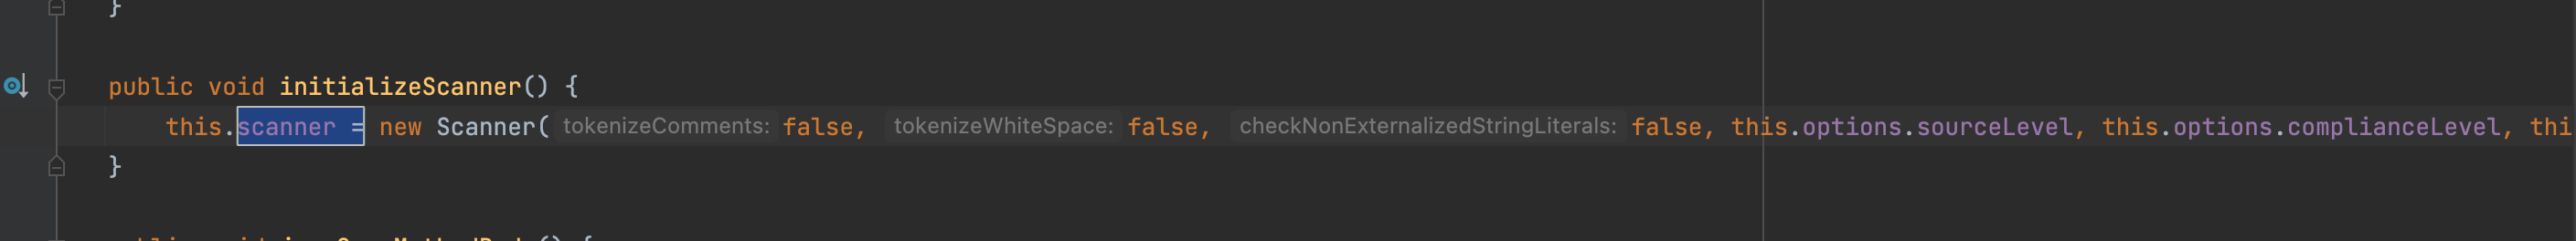 }
public void initializeScanner() {
this.scanner = new Scanner( tokenizeComments: false, tokenizeWhiteSpace: false, checkNonExternalizedStringLiterals: false, this.options.sourceLevel, this.options.complianceLevel, thi
}